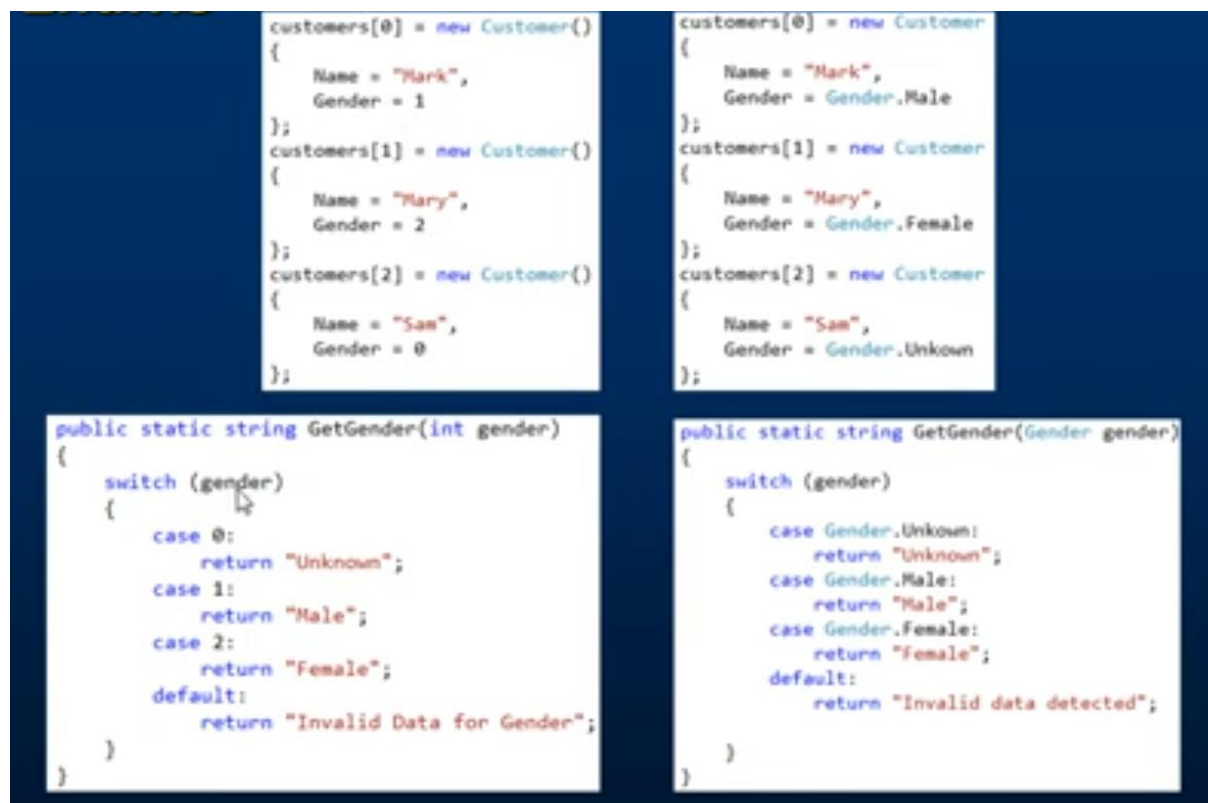 customers[0] = new Customer()
{
Name = "Mark",
Gender = 1
};
customers[1] = new Customer()
{
Name = "Mary",
Gender = 2
};
customers[2] = new Customer()
{
Name = "Sam",
Gender = 0
};
customers[0] = new Customer
{
Name = "Mark",
Gender = Gender.Male
};
customers[1] = new Customer
{
Name = "Mary",
Gender = Gender.Female
};
customers[2] = new Customer
{
Name = "Sam",
Gender = Gender.Unkown
};
public static string GetGender(int gender)
{
switch (gender)
{
case 0:
return "Unknown";
case 1:
return "Male";
case 2:
return "Female";
default:
return "Invalid Data for Gender";
}
}
public static string GetGender(Gender gender)
{
switch (gender)
{
case Gender.Unkown:
return "Unknown";
case Gender.Male:
return "Male";
case Gender.Female:
return "Female";
default:
return "Invalid data detected";
}
}